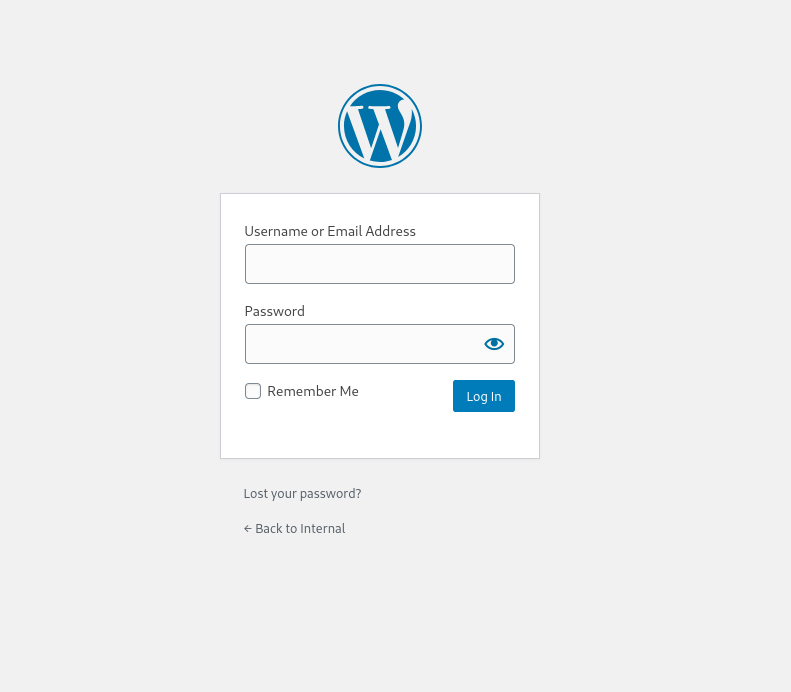 Username or Email Address
Password
Remember Me
Log In
Lost your password?
← Back to Internal